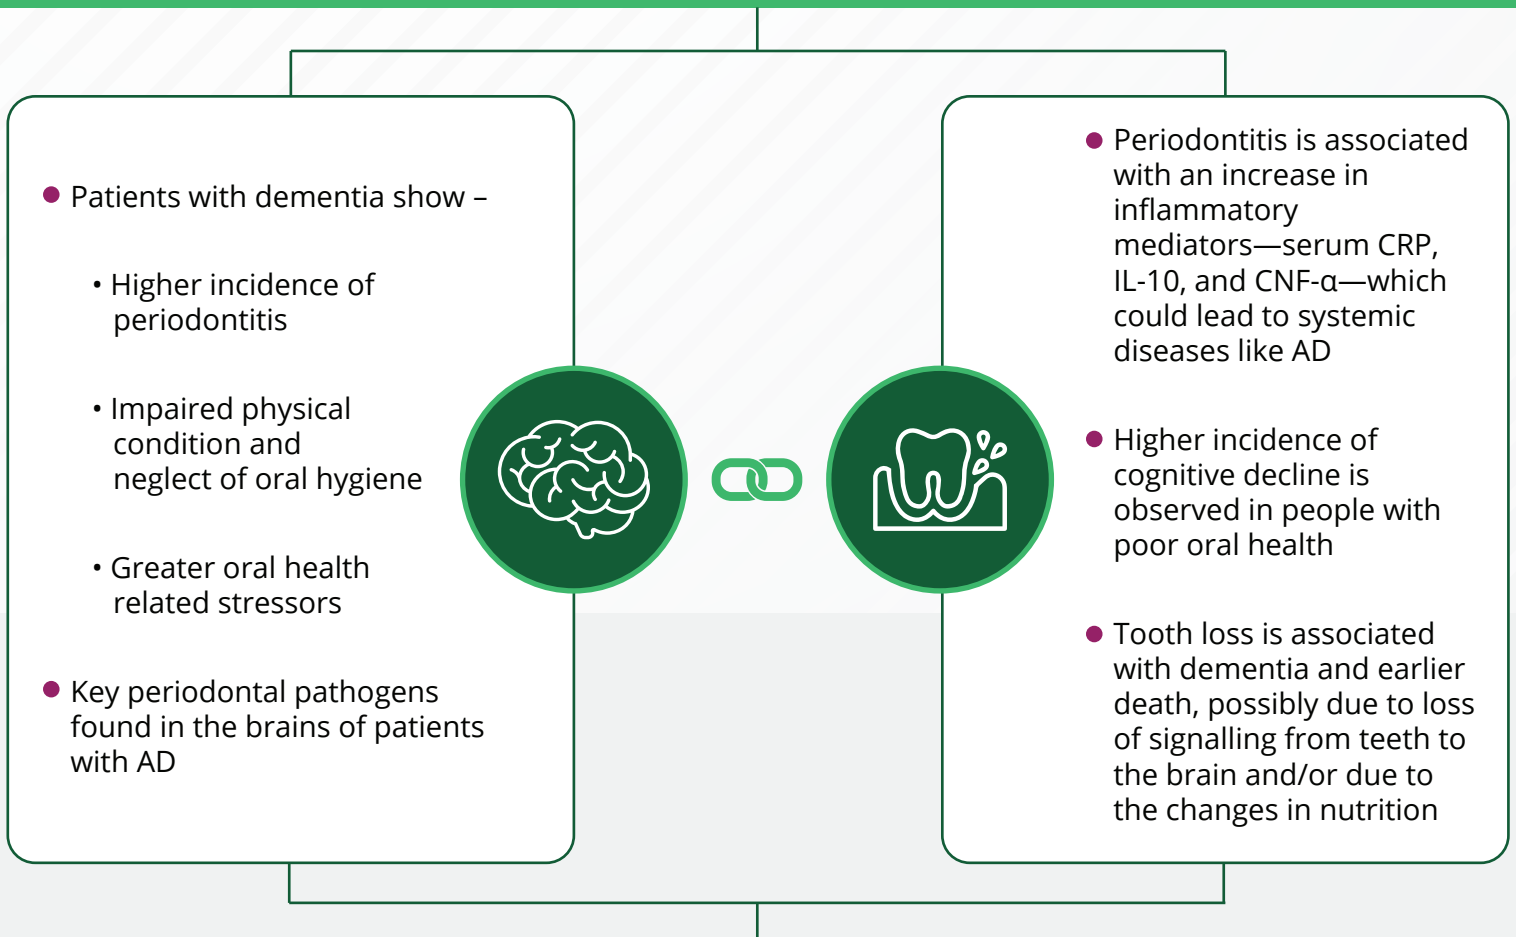 Patients with dementia show –
• Higher incidence of
periodontitis
• Impaired physical
condition and
neglect of oral hygiene
• Greater oral health
related stressors
Key periodontal pathogens
found in the brains of patients
with AD
Periodontitis is associated
with an increase in
inflammatory
mediators—serum CRP,
IL-10, and CNF-α—which
could lead to systemic
diseases like AD
Higher incidence of
cognitive decline is
observed in people with
poor oral health
Tooth loss is associated
with dementia and earlier
death, possibly due to loss
of signalling from teeth to
the brain and/or due to
the changes in nutrition